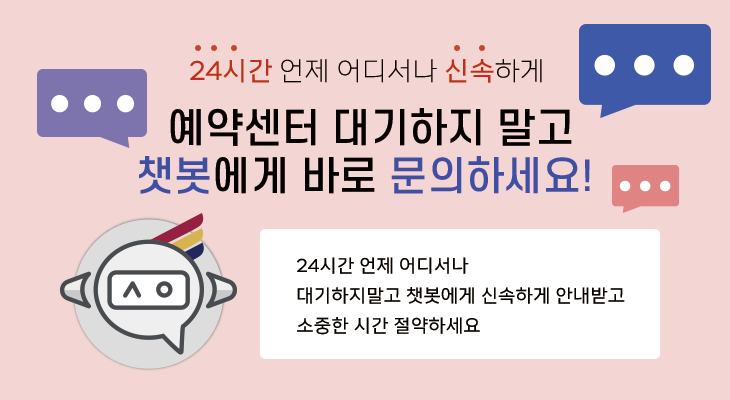 24시간 언제 어디서나 신속하게
예약센터 대기하지 말고
챗봇에게 바로 문의하세요!
24시간 언제 어디서나
대기하지말고 챗봇에게 신속하게 안내받고
소중한 시간 절약하세요